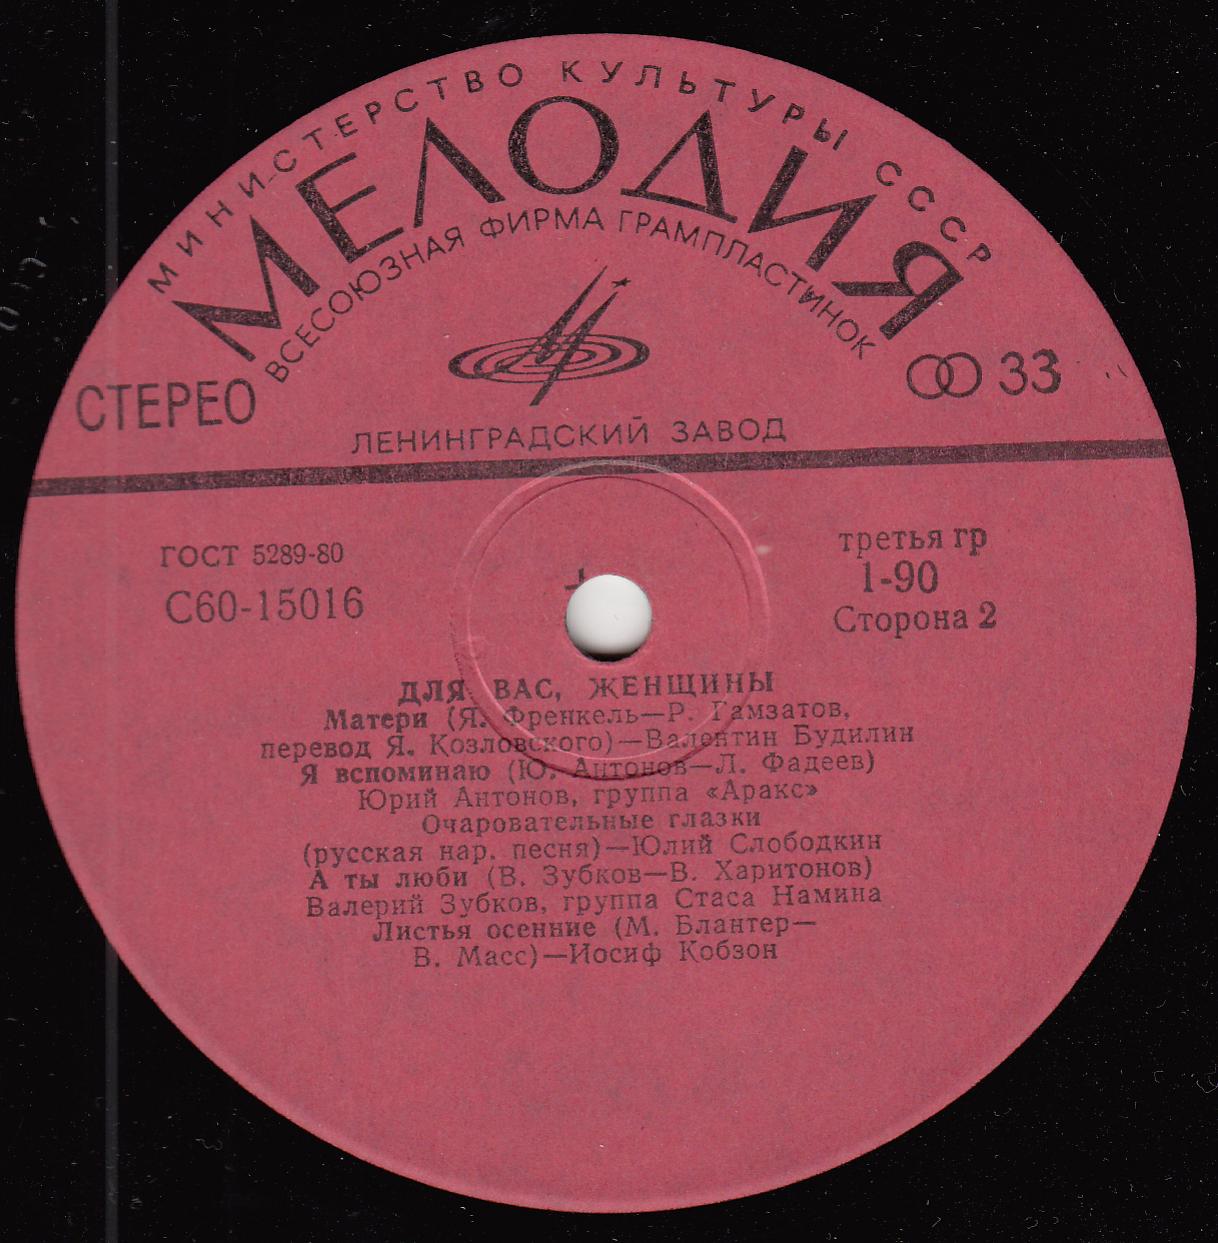 МИНИСТЕРСТВО КУЛЬТУРЫ СССР
МЕЛОДИЯ
ВСЕСОЮЗНАЯ ФИРМА ГРАМПЛАСТИНОК
СТЕРЕО
33
ЛЕНИНГРАДСКИЙ ЗАВОД
ГОСТ 5289-80
С60-15016
третья гр
1-90
Сторона 2
ДЛЯ ВАС, ЖЕНЩИНЫ
Матери (Я. Френкель—Р. Гамзатов,
перевод Я. Козловского)—Валентин Будилин
Я вспоминаю (Ю. Антонов—Л. Фадеев)
Юрий Антонов, группа «Аракс»
Очаровательные глазки
(русская нар. песня)—Юлий Слободкин
А ты люби (В. Зубков—В. Харитонов)
Валерий Зубков, группа Стаса Намина
Листья осенние (М. Блантер—
В. Масс)—Иосиф Кобзон